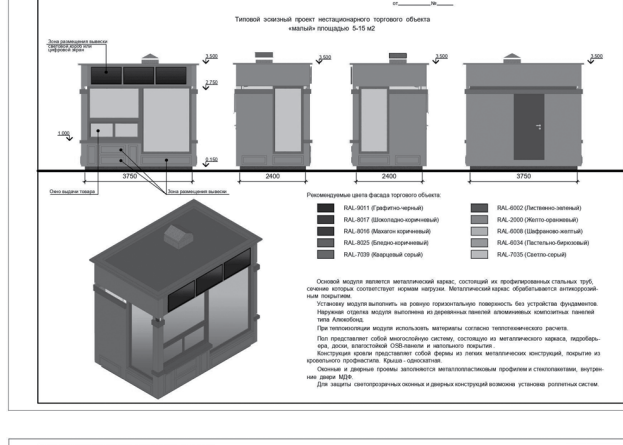 от № 
Типовой эскизный проект нестационарного торгового объекта
«малый» площадью 5-15 м2
Зона размещения вывески
световой короб или
цифровой экран
3,500
3,500
3,500
3,500
2,750
1,000
0,150
3750
2400
2400
3750
Окно выдачи товара
Зона размещения вывески
Рекомендуемые цвета фасада торгового объекта:
RAL-9011 (Графитно-черный)
RAL-6002 (Лиственно-зеленый)
RAL-8017 (Шоколадно-коричневый)
RAL-2000 (Желто-оранжевый)
RAL-8016 (Махагон коричневый)
RAL-6008 (Шафраново-желтый)
RAL-8025 (Бледно-коричневый)
RAL-6034 (Пастельно-бирюзовый)
RAL-7039 (Кварцевый серый)
RAL-7035 (Светло-серый)
Основой модуля является металлический каркас, состоящий их профилированных стальных труб,
сечение которых соответствует нормам нагрузки. Металлический каркас обрабатывается антикоррозий-
ным покрытием.
Установку модуля выполнить на ровную горизонтальную поверхность без устройства фундаментов.
Наружная отделка модуля выполнена из деревянных панелей алюминиевых композитных панелей
типа Алюкобонд.
При теплоизоляции модуля использовать материалы согласно теплотехнического расчета.
Пол представляет собой многослойную систему, состоящую из металлического каркаса, гидробарь-
ера, доски, влагостойкой OSB-панели и напольного покрытия.
Конструкция кровли представляет собой фермы из легких металлических конструкций, покрытие из
кровельного профнастила. Крыша - односкатная.
Оконные и дверные проемы заполняются металлопластиковым профилем и стеклопакетами, внутрен-
ние двери МДФ.
Для защиты светопрозрачных оконных и дверных конструкций возможна установка роллетных систем.